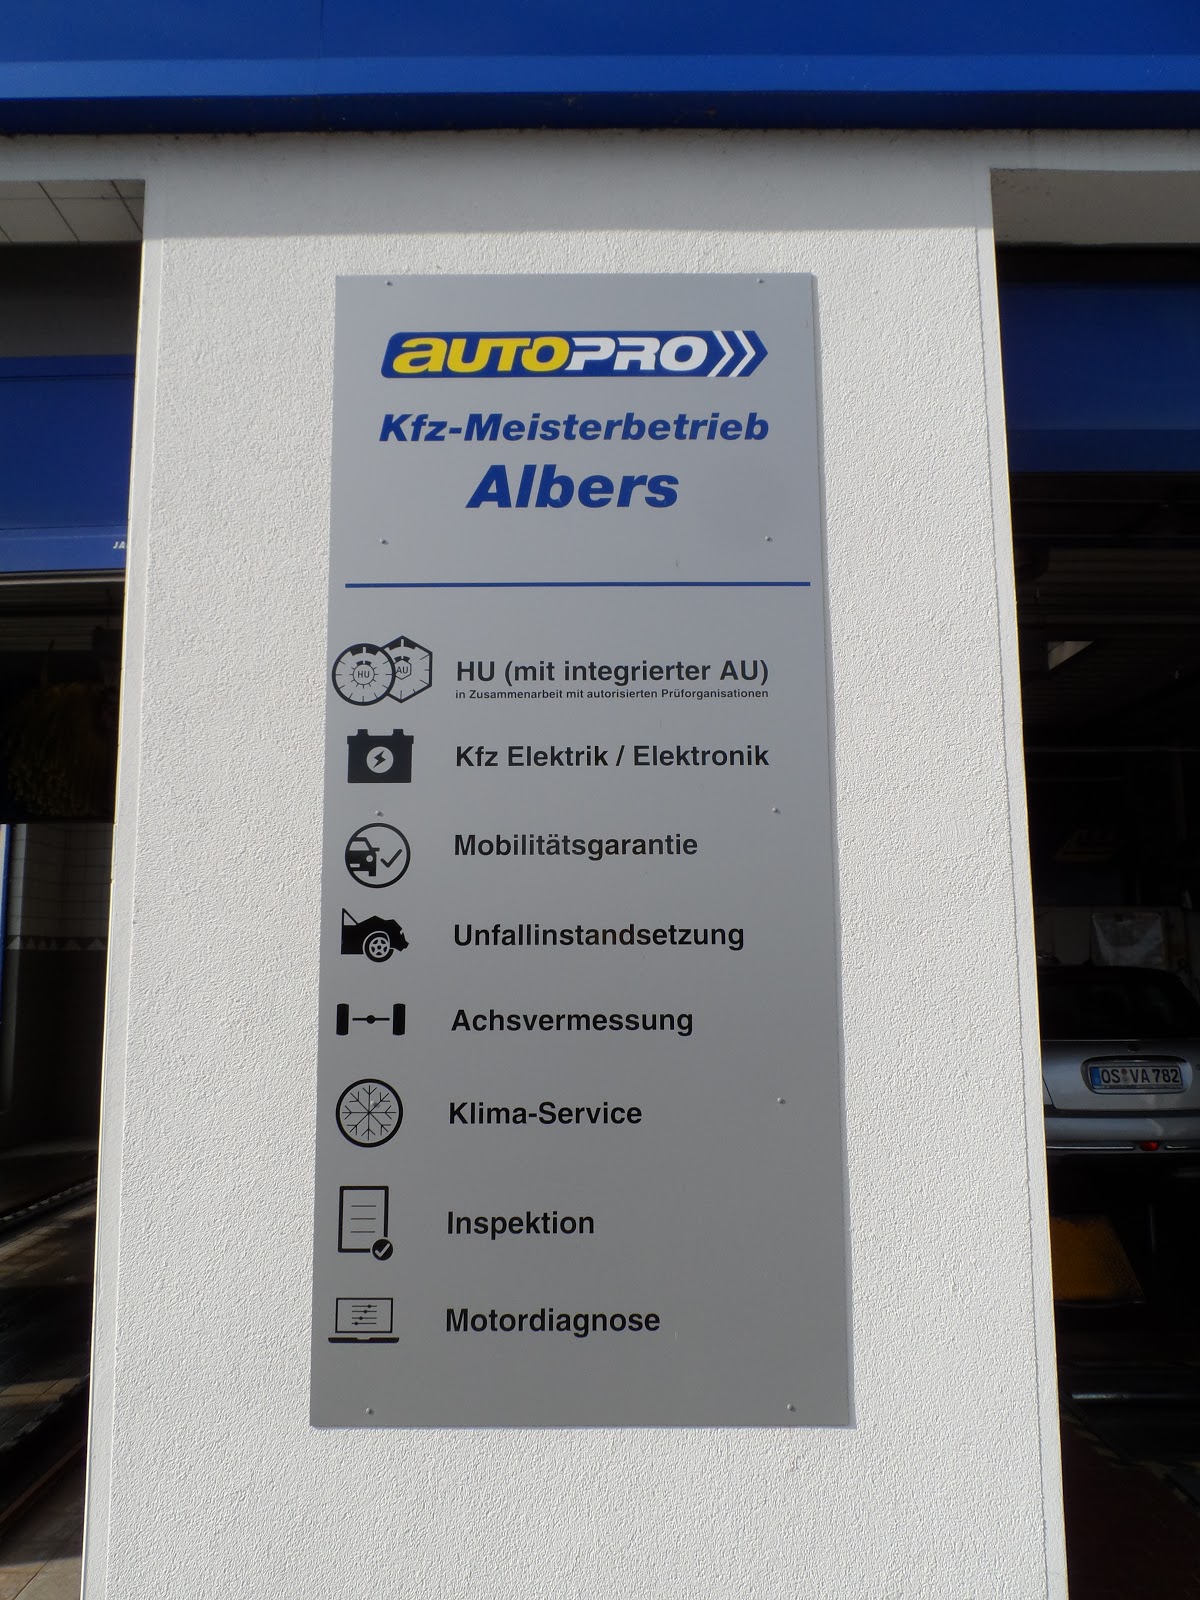 AUTOPRO
Kfz-Meisterbetrieb
Albers
HU AU
HU (mit integrierter AU)
in Zusammenarbeit mit autorisierten Prüforganisationen
Kfz Elektrik / Elektronik
Mobilitätsgarantie
Unfallinstandsetzung
Achsvermessung
Klima-Service
Inspektion
Motordiagnose
OS VA 782